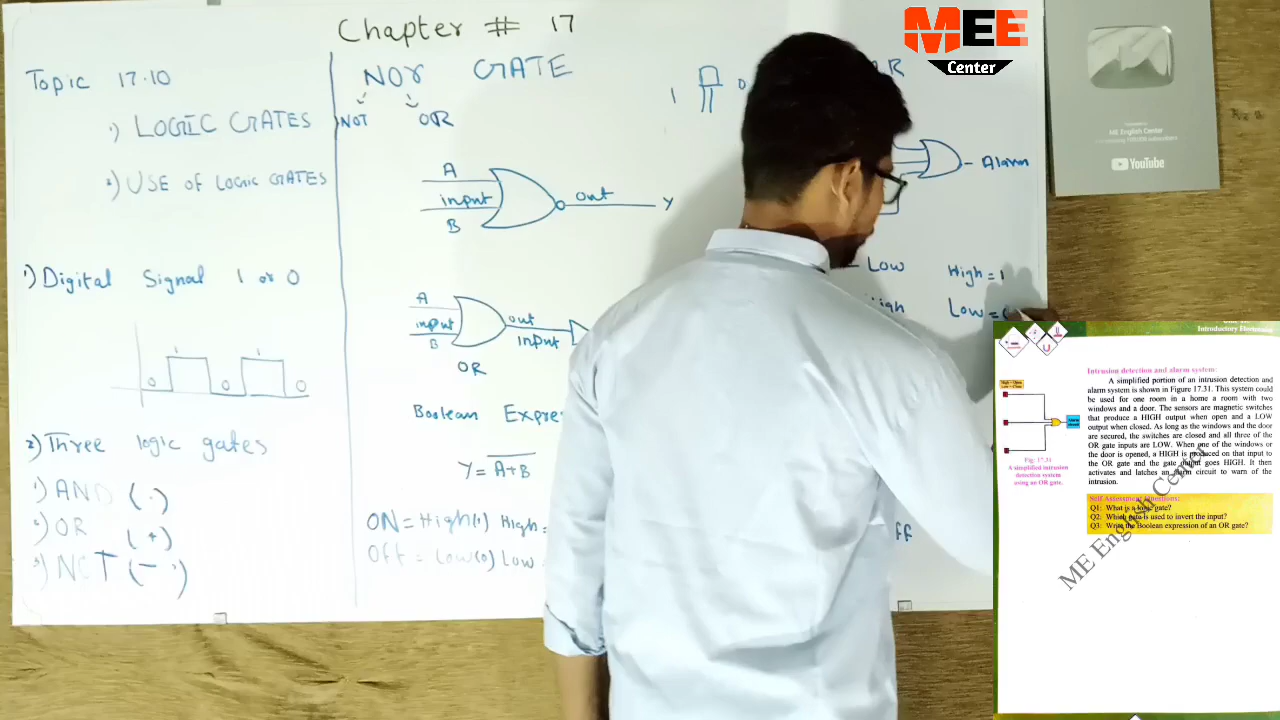 Chapter # 17
Topic 17.10
1) LOGIC GATES
2) USE OF LOGIC GATES
1) Digital Signal 1 or 0
1 1
0 0 0
2) Three logic gates
1) AND (.)
2) OR (+)
3) NOT (-.)
NOR GATE
NOT OR
A
input
B
out Y
A
input
B
out
input
OR
Boolean Expre
Y = A+B
ON = High(1) High =
Off = Low(0) Low =
1 0
R
Alarm
Low
High = 1
Low =
ff
MEE
Center
ME English Center
YouTube
Introductory Electronics
Intrusion detection and alarm system:
A simplified portion of an intrusion detection and
alarm system is shown in Figure 17.31. This system could
be used for one room in a home a room with two
windows and a door. The sensors are magnetic switches
that produce a HIGH output when open and a LOW
output when closed. As long as the windows and the door
are secured, the switches are closed and all three of the
OR gate inputs are LOW. When one of the windows or
the door is opened, a HIGH is produced on that input to
the OR gate and the gate output goes HIGH. It then
activates and latches an alarm circuit to warn of the
intrusion.
Fig: 17.31
A simplified intrusion
detection system
using an OR gate.
Self Assessment Questions:
Q1: What is a logic gate?
Q2: Which gate is used to invert the input?
Q3: Write the Boolean expression of an OR gate?
ME English Center